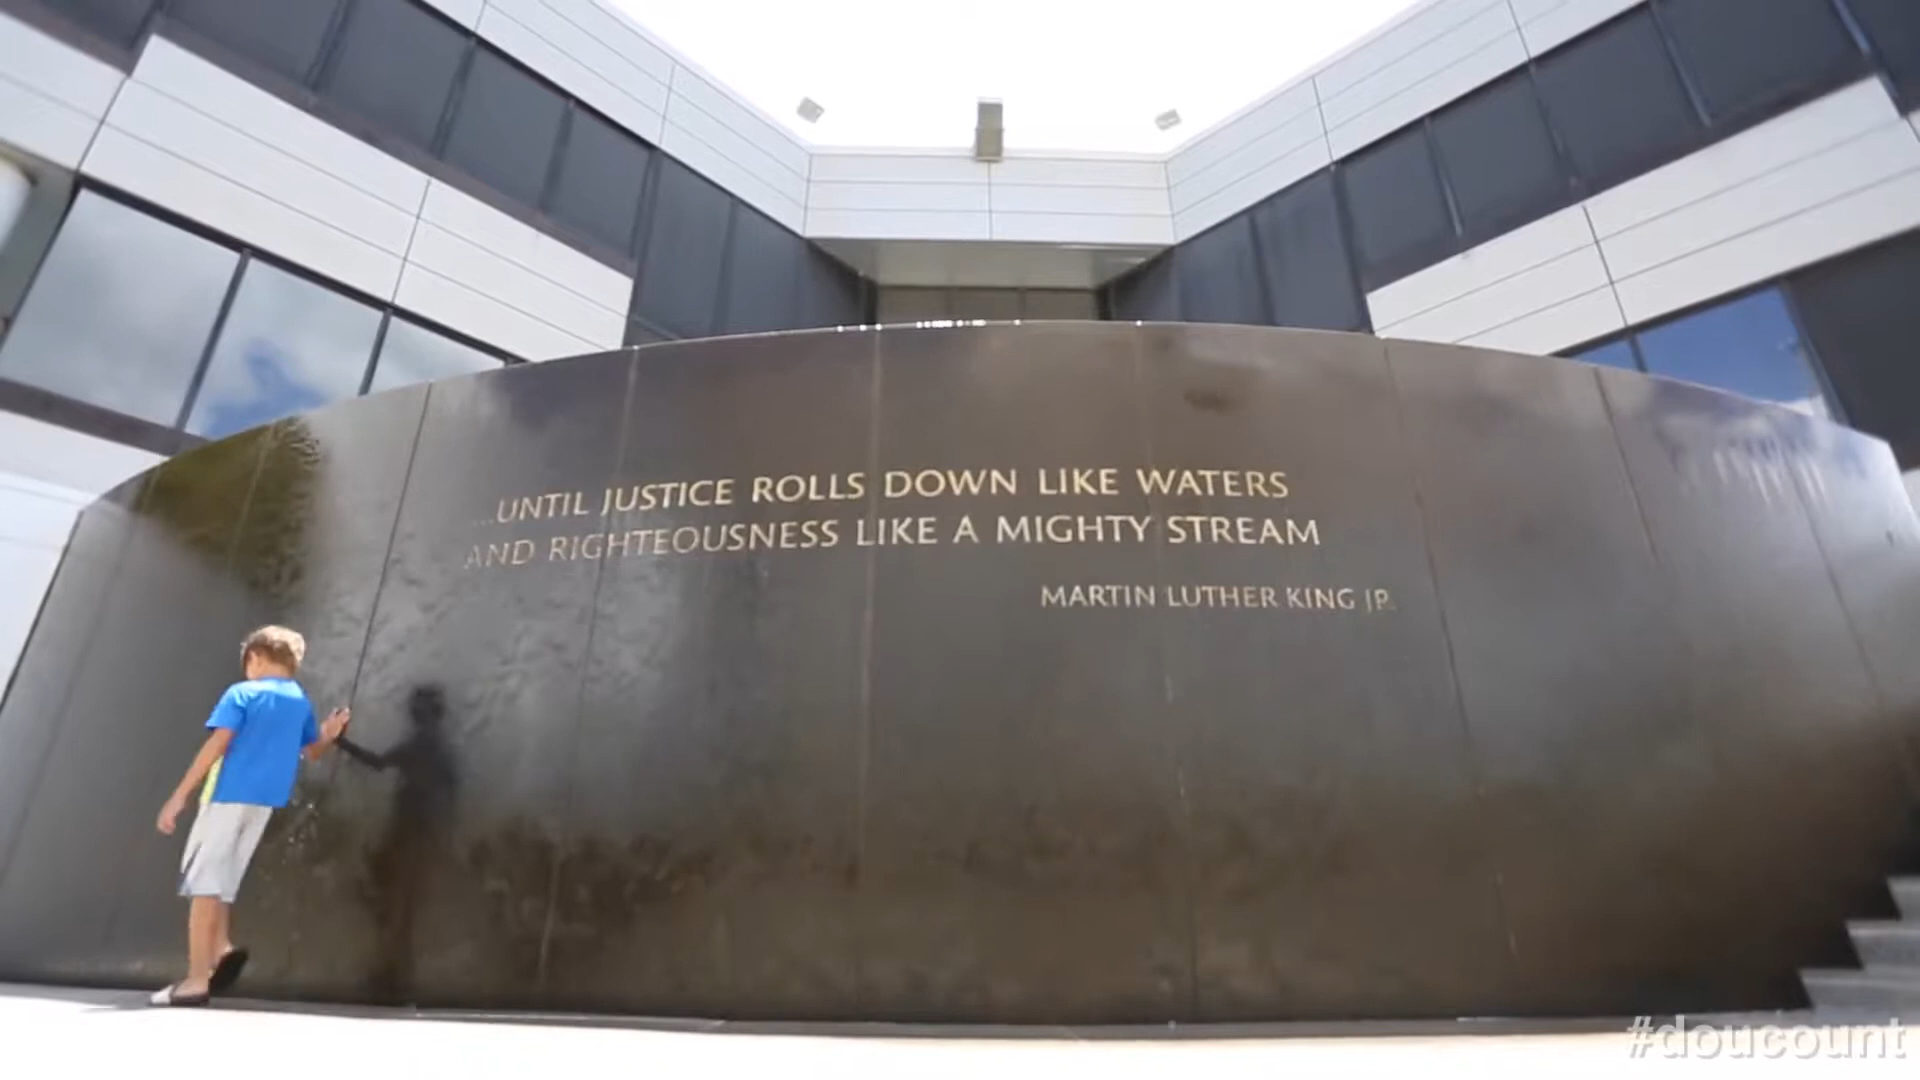 ...UNTIL JUSTICE ROLLS DOWN LIKE WATERS
AND RIGHTEOUSNESS LIKE A MIGHTY STREAM
MARTIN LUTHER KING JR.
#doucount